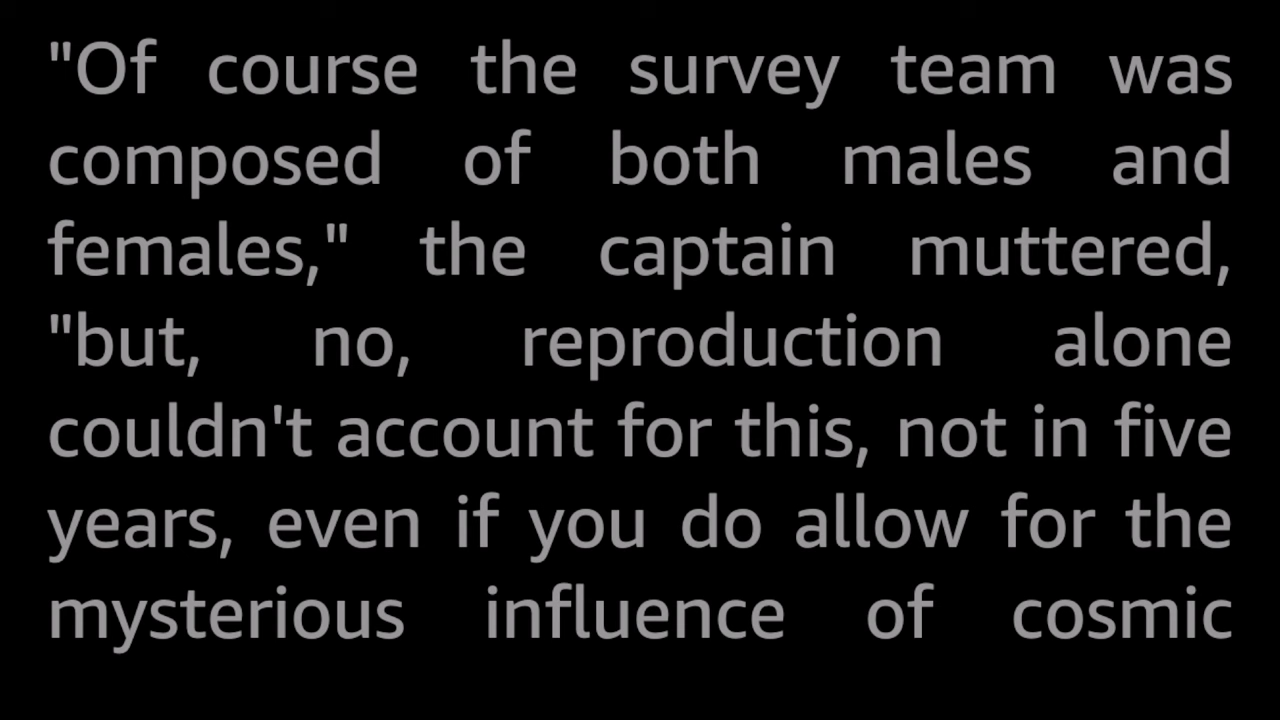 "Of course the survey team was
composed of both males and
females," the captain muttered,
"but, no, reproduction alone
couldn't account for this, not in five
years, even if you do allow for the
mysterious influence of cosmic